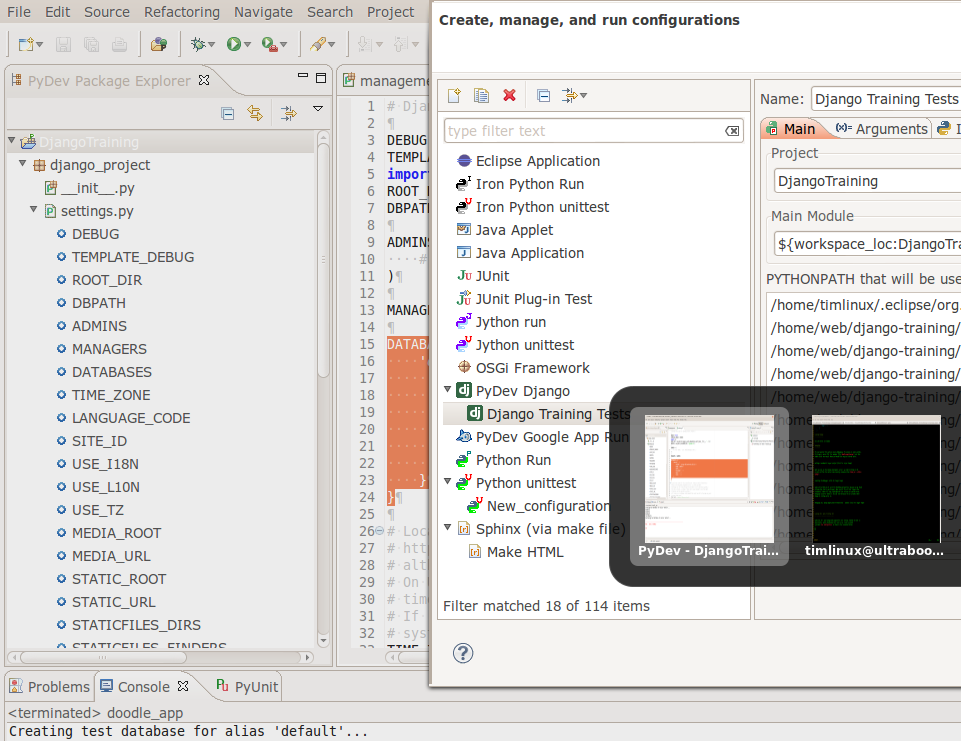 File Edit Source Refactoring Navigate Search Project
PyDev Package Explorer
DjangoTraining
django_project
__init__.py
settings.py
DEBUG
TEMPLATE_DEBUG
ROOT_DIR
DBPATH
ADMINS
MANAGERS
DATABASES
TIME_ZONE
LANGUAGE_CODE
SITE_ID
USE_I18N
USE_L10N
USE_TZ
MEDIA_ROOT
MEDIA_URL
STATIC_ROOT
STATIC_URL
STATICFILES_DIRS
STATICFILES_FINDERS
manageme
1 # Dja
2 ¶
3 DEBUG
4 TEMPL
5 impor
6 ROOT_
7 DBPATH
8 ¶
9 ADMINS
10 ····#
11 )¶
12 ¶
13 MANAG
14 ¶
15 DATABA
16 ····'
17
18
19
20
21
22
23 ····}
24 }¶
25 ¶
26 # Loc
27 # htt
28 # alt
29 # On
30 # tim
31 # If
32 # sys
33 TIME_
Create, manage, and run configurations
type filter text
Eclipse Application
Iron Python Run
Iron Python unittest
Java Applet
Java Application
JUnit
JUnit Plug-in Test
Jython run
Jython unittest
OSGi Framework
PyDev Django
Django Training Tests
PyDev Google App Run
Python Run
Python unittest
New_configuration
Sphinx (via make file)
Make HTML
Filter matched 18 of 114 items
Name: Django Training Tests
Main (x)= Arguments
Project
DjangoTraining
Main Module
${workspace_loc:DjangoTra
PYTHONPATH that will be use
/home/timlinux/.eclipse/org.
/home/web/django-training/
/home/web/django-training/
/home/web/django-training/
PyDev - DjangoTrai...
timlinux@ultraboo...
Problems Console PyUnit
<terminated> doodle_app
Creating test database for alias 'default'...